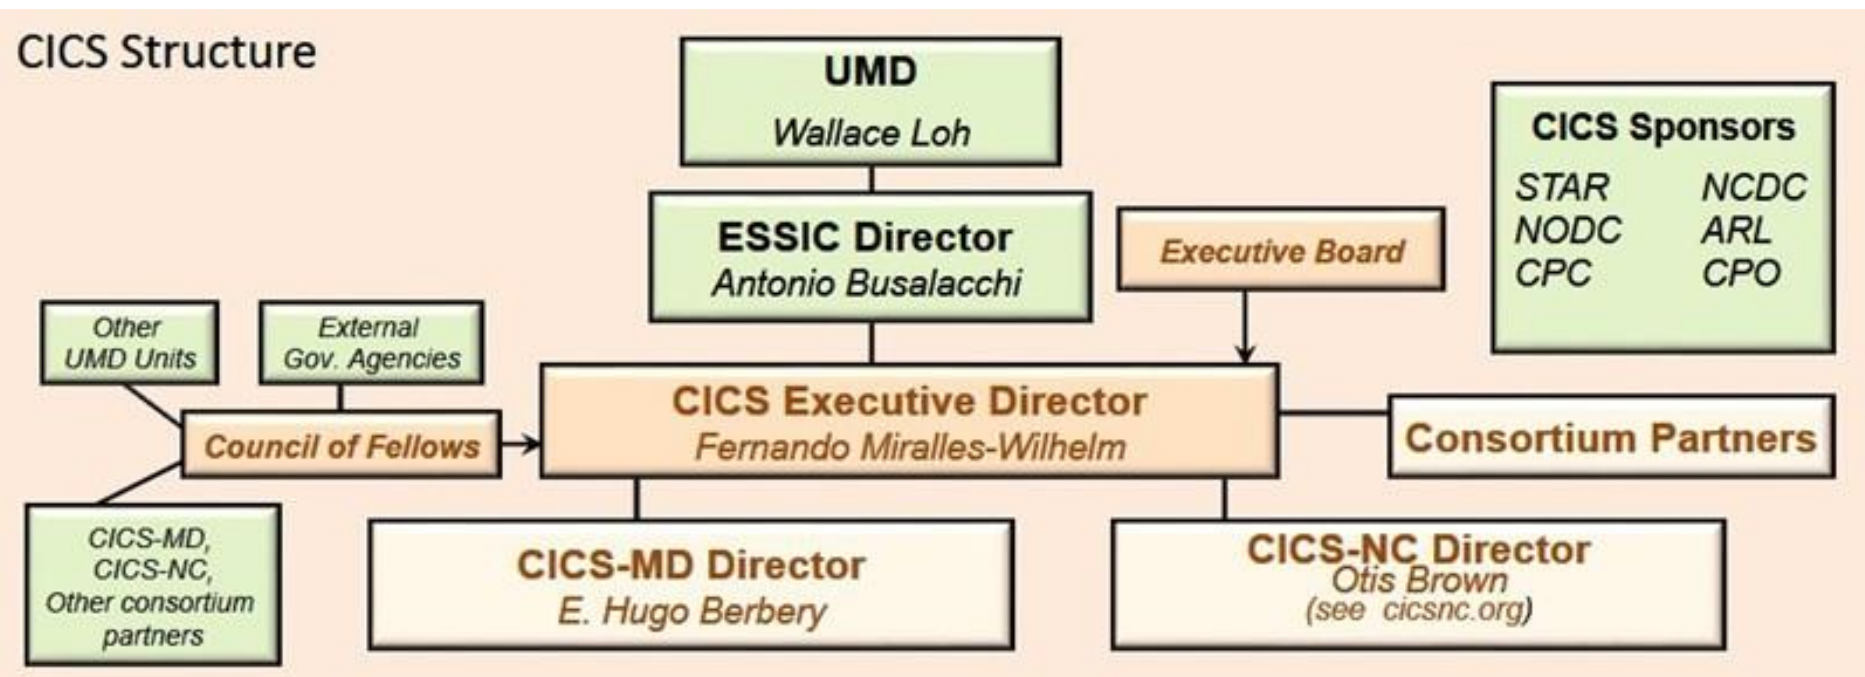 CICS Structure
UMD
Wallace Loh
CICS Sponsors
STAR NCDC
NODC ARL
CPC CPO
ESSIC Director
Antonio Busalacchi
Executive Board
Other
UMD Units
External
Gov. Agencies
CICS Executive Director
Fernando Miralles-Wilhelm
Consortium Partners
Council of Fellows
CICS-MD,
CICS-NC,
Other consortium
partners
CICS-MD Director
E. Hugo Berbery
CICS-NC Director
Otis Brown
(see cicsnc.org)